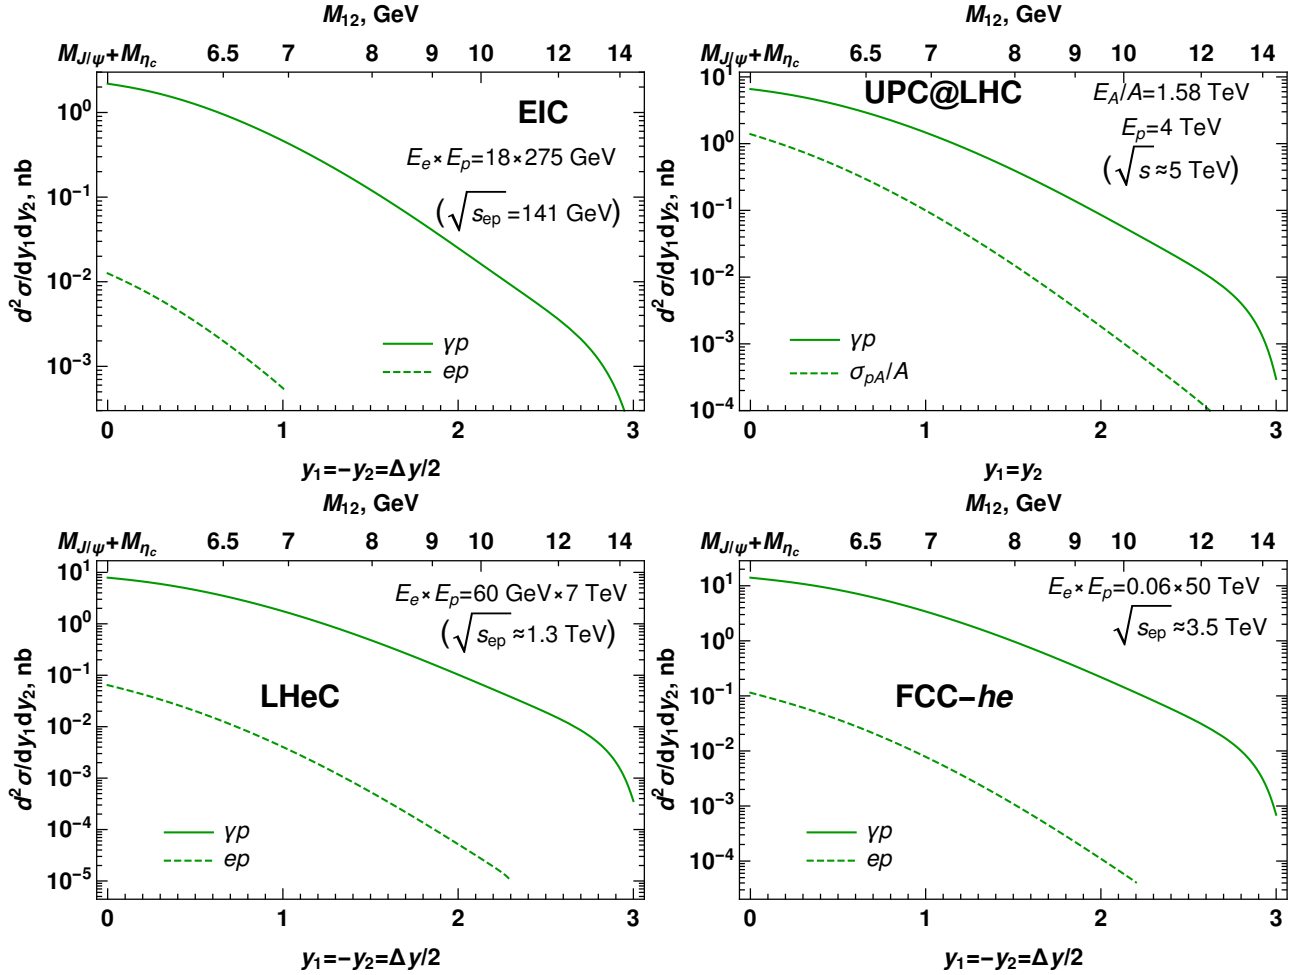 M12, GeV
MJ/ψ+Mηc 6.5 7 8 9 10 12 14
10^0
10^−1
10^−2
10^−3
d²σ/dy1dy2, nb
EIC
Ee×Ep=18×275 GeV
(√sep=141 GeV)
γp
ep
0 1 2 3
y1=−y2=Δy/2
M12, GeV
MJ/ψ+Mηc 6.5 7 8 9 10 12 14
10^1
10^0
10^−1
10^−2
10^−3
10^−4
d²σ/dy1dy2, nb
UPC@LHC
EA/A=1.58 TeV
Ep=4 TeV
(√s≈5 TeV)
γp
σpA/A
0 1 2 3
y1=y2
M12, GeV
MJ/ψ+Mηc 6.5 7 8 9 10 12 14
10^1
10^0
10^−1
10^−2
10^−3
10^−4
10^−5
d²σ/dy1dy2, nb
Ee×Ep=60 GeV×7 TeV
(√sep≈1.3 TeV)
LHeC
γp
ep
0 1 2 3
y1=−y2=Δy/2
M12, GeV
MJ/ψ+Mηc 6.5 7 8 9 10 12 14
10^1
10^0
10^−1
10^−2
10^−3
10^−4
d²σ/dy1dy2, nb
Ee×Ep=0.06×50 TeV
√sep≈3.5 TeV
FCC−he
γp
ep
0 1 2 3
y1=−y2=Δy/2